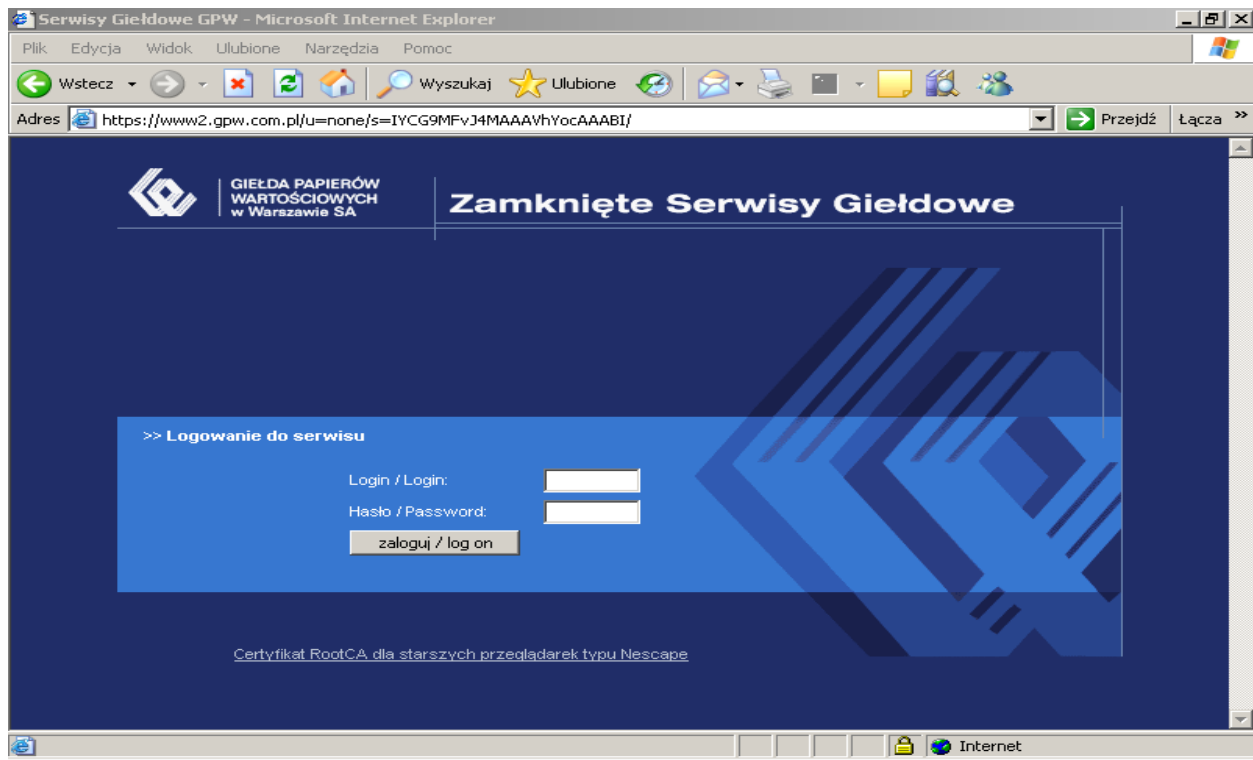 Serwisy Giełdowe GPW - Microsoft Internet Explorer
Plik Edycja Widok Ulubione Narzędzia Pomoc
Wstecz Wyszukaj Ulubione
Adres https://www2.gpw.com.pl/u=none/s=IYCG9MFvJ4MAAAVhYocAAABI/ Przejdź Łącza »
GIEŁDA PAPIERÓW
WARTOŚCIOWYCH
w Warszawie SA
Zamknięte Serwisy Giełdowe
>> Logowanie do serwisu
Login / Login:
Hasło / Password:
zaloguj / log on
Certyfikat RootCA dla starszych przeglądarek typu Nescape
Internet